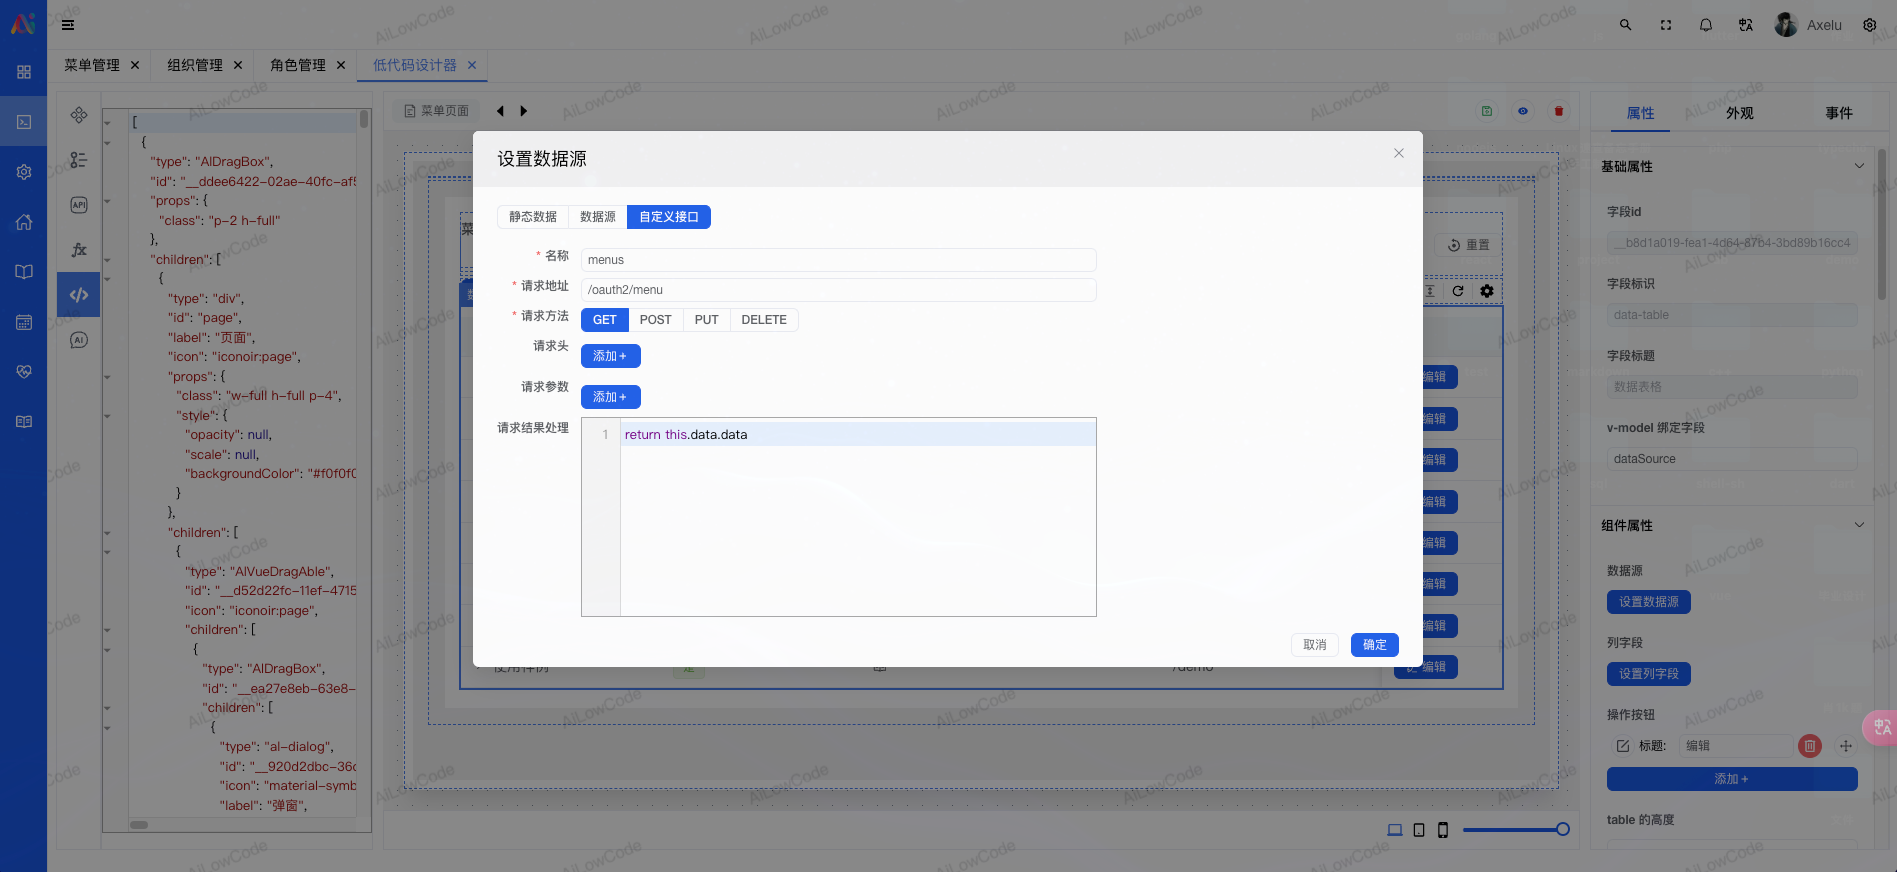 Axelu
菜单管理
组织管理
角色管理
低代码设计器
[
{
"type": "AlDragBox",
"id": "__ddee6422-02ae-40fc-af5
"props": {
"class": "p-2 h-full"
},
"children": [
{
"type": "div",
"id": "page",
"label": "页面",
"icon": "iconoir:page",
"props": {
"class": "w-full h-full p-4",
"style": {
"opacity": null,
"scale": null,
"backgroundColor": "#f0f0f0
}
},
"children": [
{
"type": "AlVueDragAble",
"id": "__d52d22fc-11ef-4715
"icon": "iconoir:page",
"children": [
{
"type": "AlDragBox",
"id": "__ea27e8eb-63e8-
"children": [
{
"type": "al-dialog",
"id": "__920d2dbc-36c
"icon": "material-symb
"label": "弹窗",
API
fx
AI
菜单页面
重置
设置数据源
静态数据
数据源
自定义接口
* 名称
menus
* 请求地址
/oauth2/menu
* 请求方法
GET
POST
PUT
DELETE
请求头
添加 +
请求参数
添加 +
请求结果处理
1
return this.data.data
取消
确定
编辑
编辑
编辑
编辑
编辑
编辑
编辑
编辑
使用样例
是
/demo
属性
外观
事件
基础属性
字段id
__b8d1a019-fea1-4d64-8764-3bd89b16cc4
字段标识
data-table
字段标题
数据表格
v-model 绑定字段
dataSource
组件属性
数据源
设置数据源
列字段
设置列字段
操作按钮
标题:
编辑
添加 +
table 的高度
AiLowCode